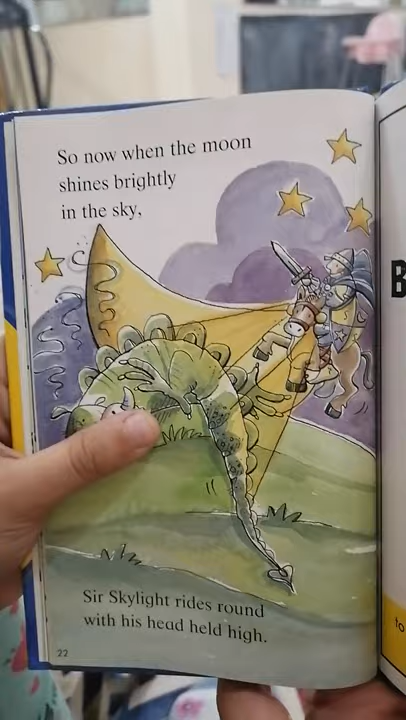 So now when the moon
shines brightly
in the sky,
Sir Skylight rides round
with his head held high.
22
B
to